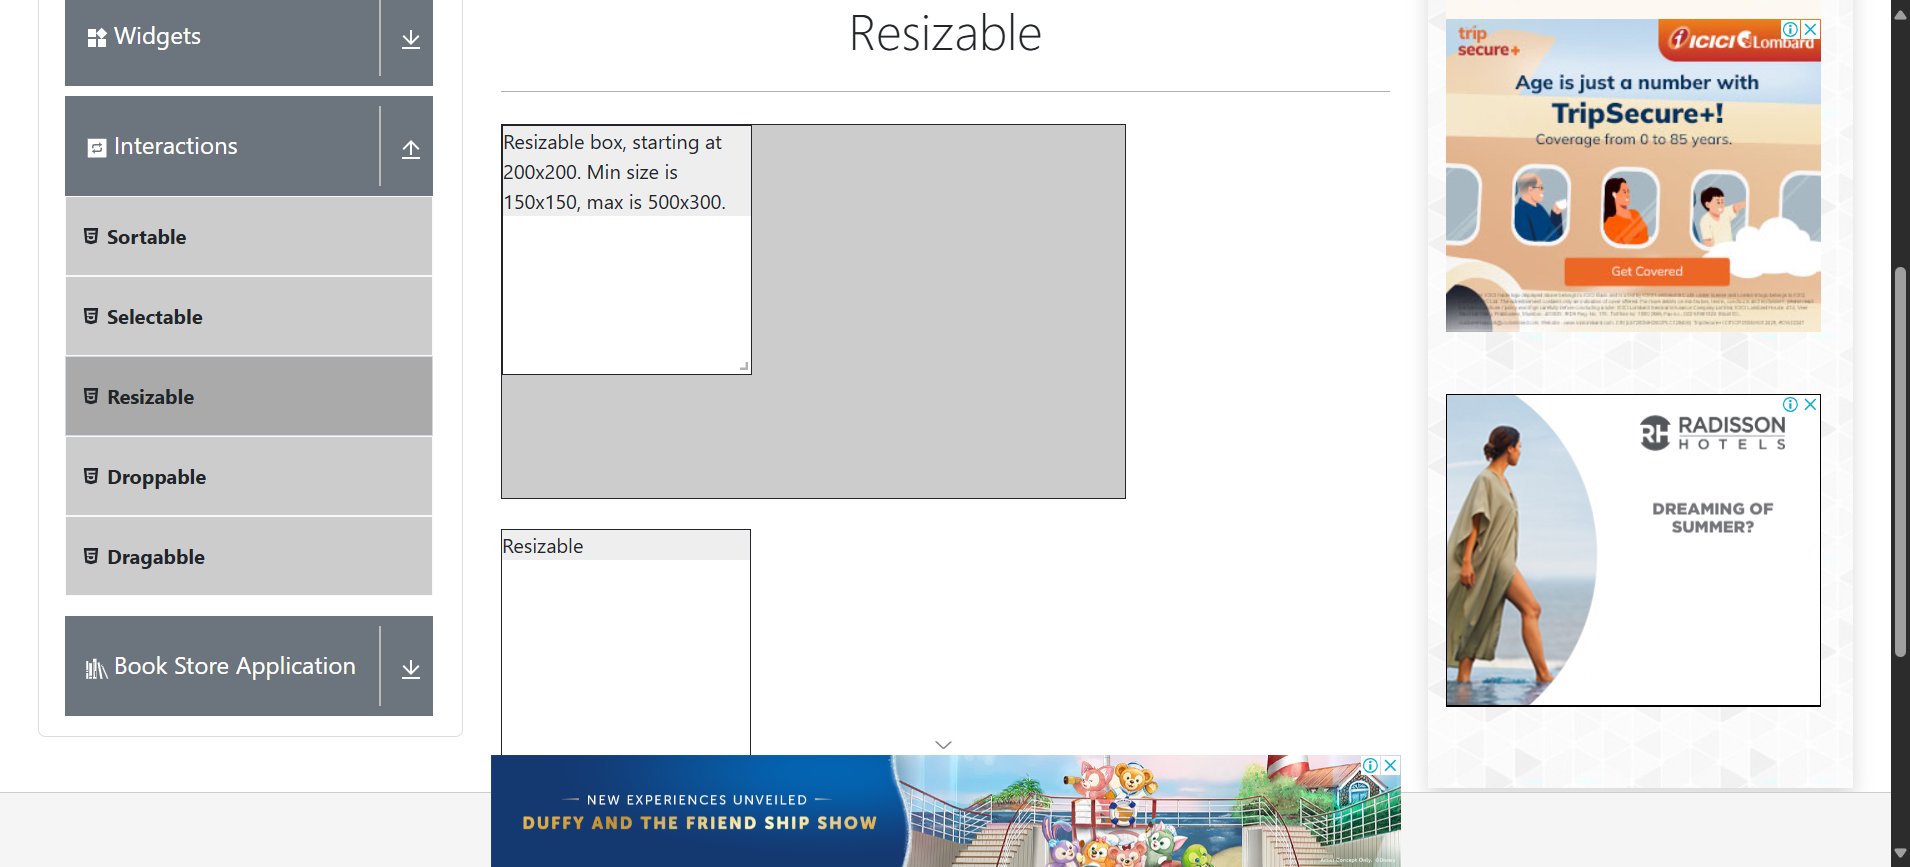 Widgets
Interactions
Sortable
Selectable
Resizable
Droppable
Dragabble
Book Store Application
Resizable
Resizable box, starting at
200x200. Min size is
150x150, max is 500x300.
Resizable
NEW EXPERIENCES UNVEILED
DUFFY AND THE FRIEND SHIP SHOW
trip
secure+
ICICI Lombard
Age is just a number with
TripSecure+!
Coverage from 0 to 85 years.
Get Covered
RH RADISSON
HOTELS
DREAMING OF
SUMMER?